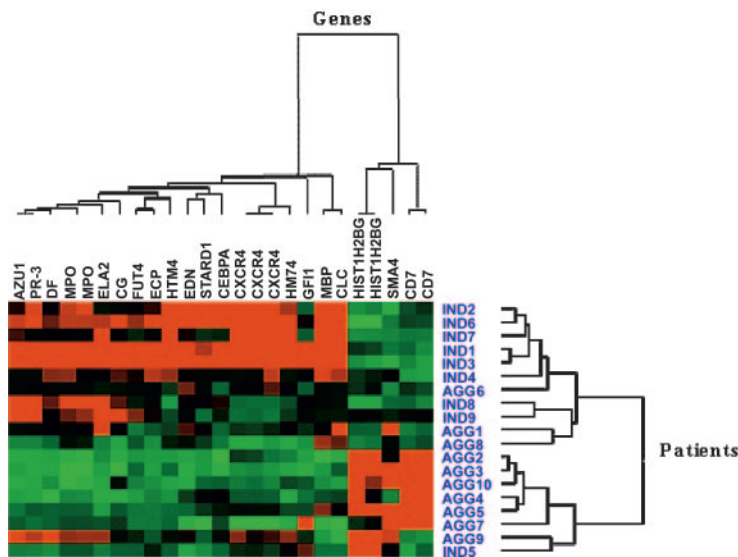 Genes
AZU1
PR-3
DF
MPO
MPO
ELA2
CG
FUT4
ECP
HTM4
EDN
STARD1
CEBPA
CXCR4
CXCR4
CXCR4
HM74
GFI1
MBP
CLC
HIST1H2BG
HIST1H2BG
SMA4
CD7
CD7
IND2
IND6
IND7
IND1
IND3
IND4
AGG6
IND8
IND9
AGG1
AGG8
AGG2
AGG3
AGG10
AGG4
AGG5
AGG7
AGG9
IND5
Patients